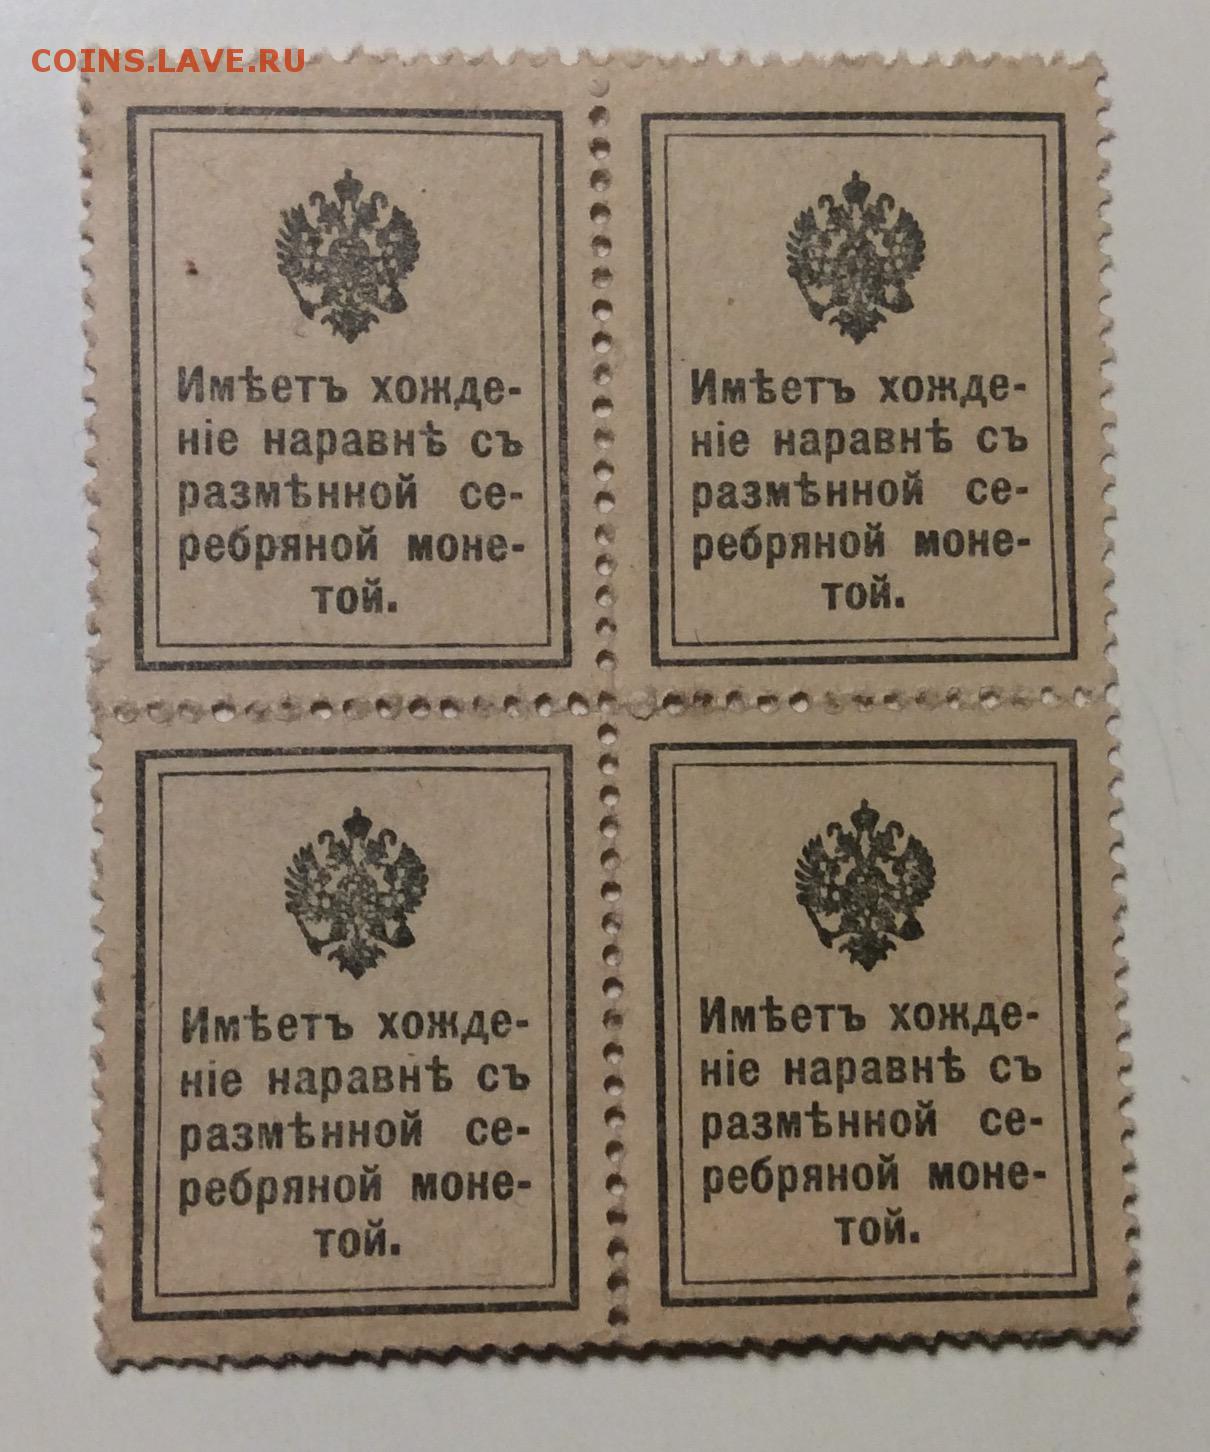 COINS.LAVE.RU
Имѣетъ хожде-
ніе наравнѣ съ
размѣнной се-
ребряной моне-
той.
Имѣетъ хожде-
ніе наравнѣ съ
размѣнной се-
ребряной моне-
той.
Имѣетъ хожде-
ніе наравнѣ съ
размѣнной се-
ребряной моне-
той.
Имѣетъ хожде-
ніе наравнѣ съ
размѣнной се-
ребряной моне-
той.